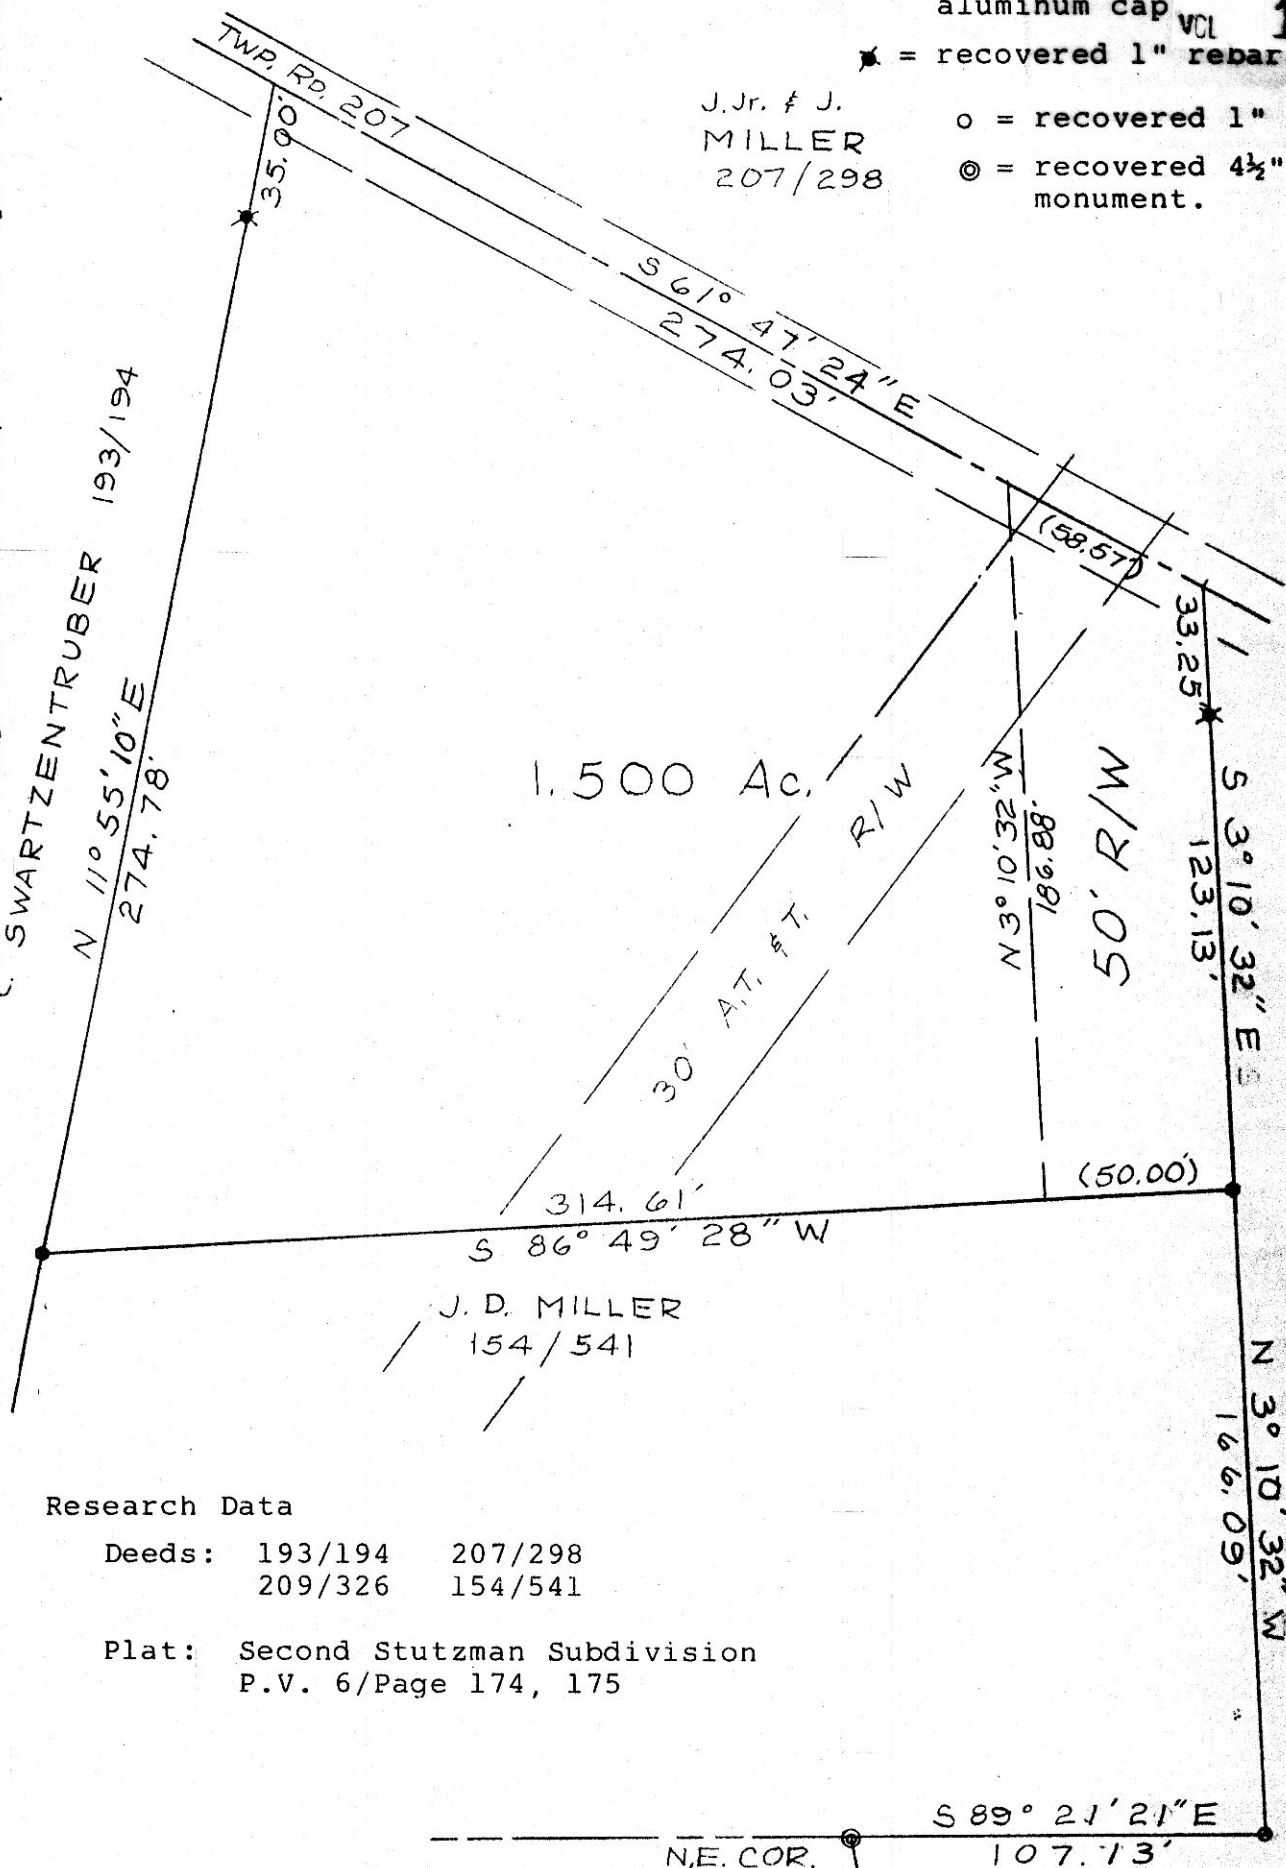 aluminum cap
VOL 1
= recovered 1" rebar
= recovered 1"
= recovered 4½"
monument.
J. Jr. & J.
MILLER
207/298
TWP. RD. 207
35.00'
S 61° 47' 24" E
274.03'
(58.57)
33.25
SWARTZENTRUBER 193/194
N 11° 55' 10" E
274.78'
1.500 Ac.
30' A.T. & T. R/W
N 3° 10' 32" W
186.88'
50' R/W
S 3° 10' 32" E
123.13'
(50.00')
314.61'
S 86° 49' 28" W
J. D. MILLER
154/541
N 3° 10' 32" W
166.09'
Research Data
Deeds: 193/194 207/298
209/326 154/541
Plat: Second Stutzman Subdivision
P.V. 6/Page 174, 175
S 89° 21' 21" E
107.13'
N.E. COR.